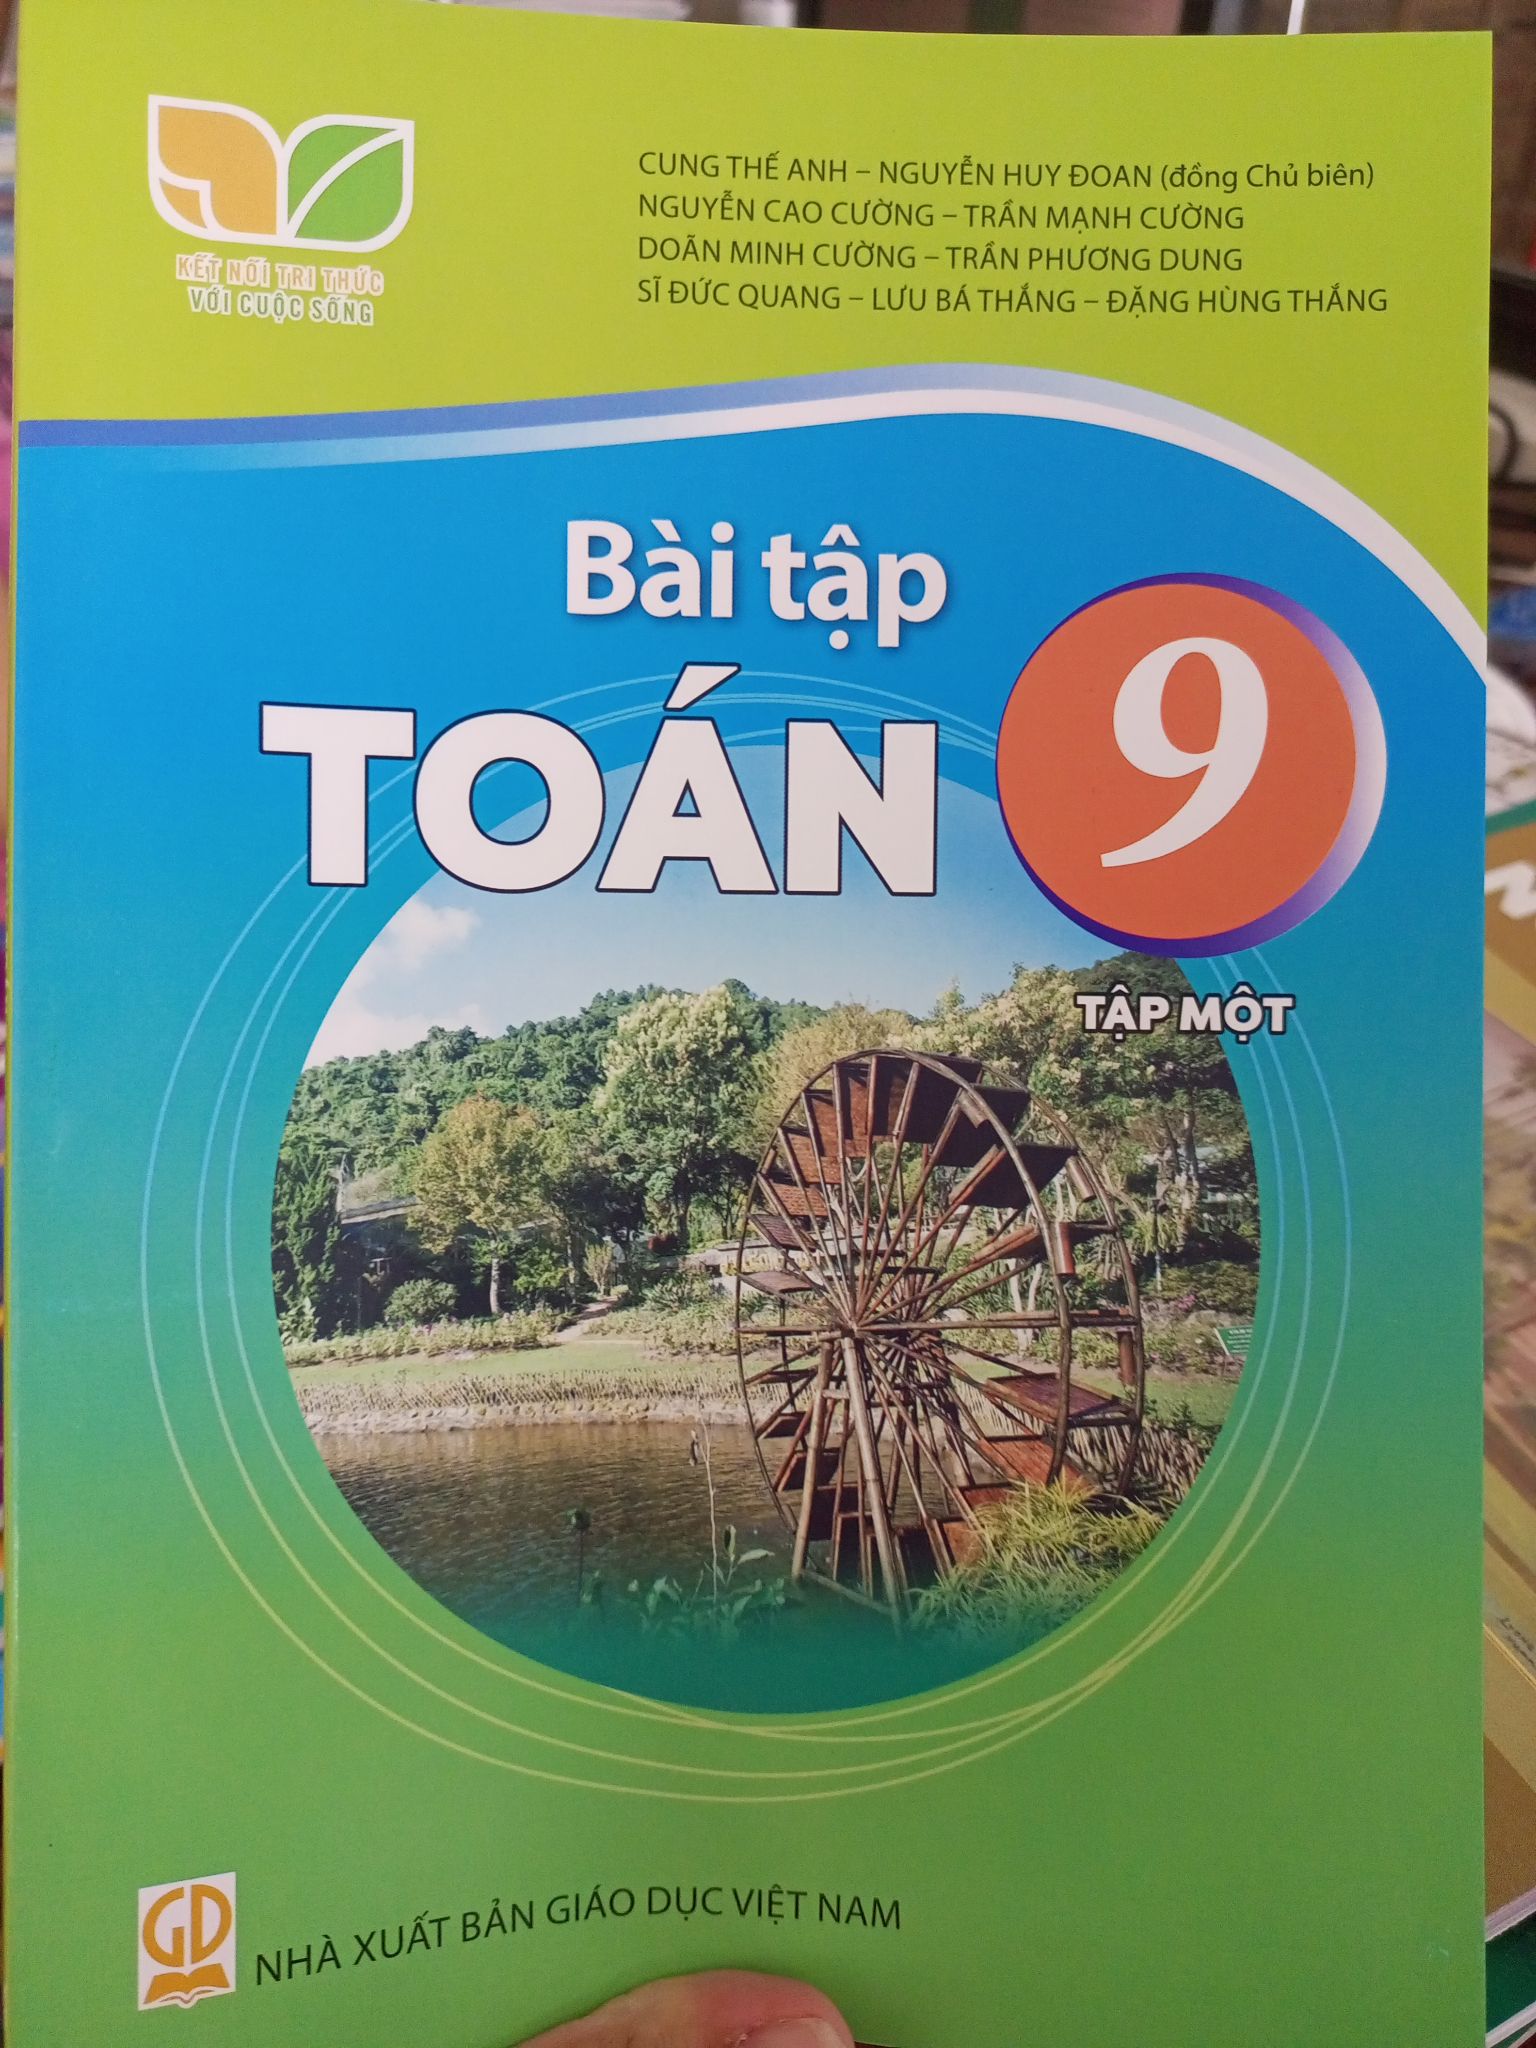 KẾT NỐI TRI THỨC
VỚI CUỘC SỐNG
CUNG THẾ ANH – NGUYỄN HUY ĐOAN (đồng Chủ biên)
NGUYỄN CAO CƯỜNG – TRẦN MẠNH CƯỜNG
DOÃN MINH CƯỜNG – TRẦN PHƯƠNG DUNG
SĨ ĐỨC QUANG – LƯU BÁ THẮNG – ĐẶNG HÙNG THẮNG
Bài tập
TOÁN 9
TẬP MỘT
GD
NHÀ XUẤT BẢN GIÁO DỤC VIỆT NAM